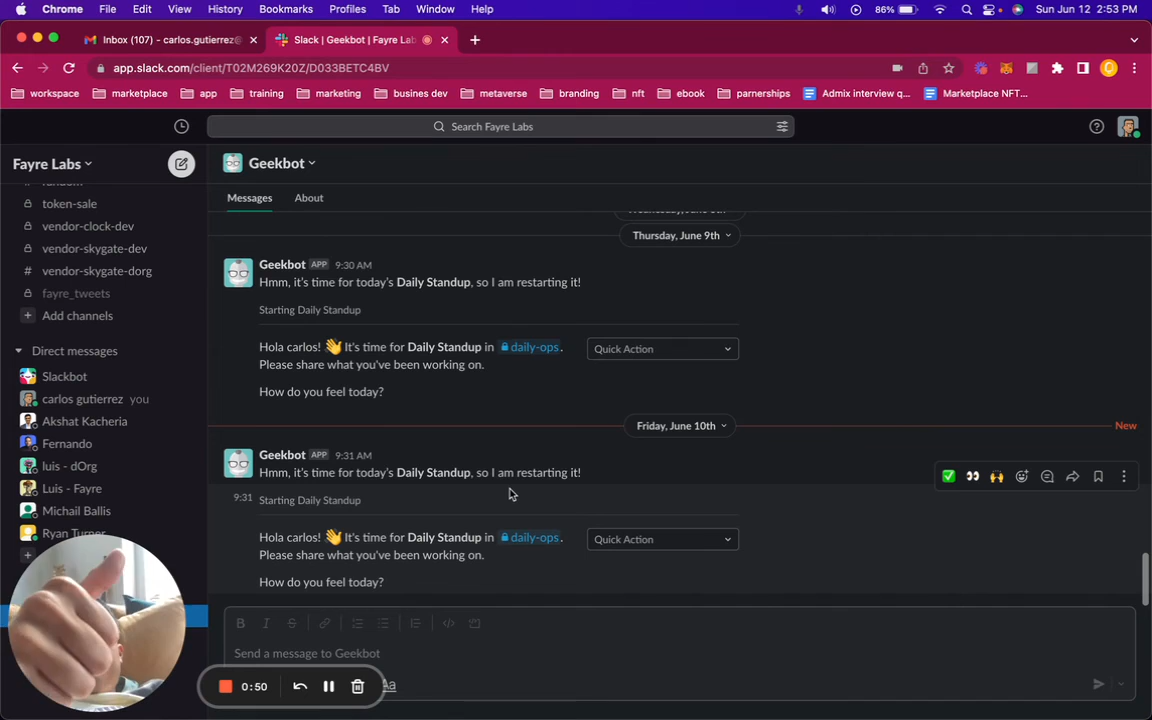 Chrome File Edit View History Bookmarks Profiles Tab Window Help 86% Sun Jun 12 2:53 PM
Inbox (107) - carlos.gutierrez@
Slack | Geekbot | Fayre Lab
app.slack.com/client/T02M269K20Z/D033BETC4BV
workspace marketplace app training marketing busines dev metaverse branding nft ebook parnerships Admix interview q... Marketplace NFT...
Search Fayre Labs
Fayre Labs
Geekbot
Messages About
random
token-sale
vendor-clock-dev
vendor-skygate-dev
vendor-skygate-dorg
fayre_tweets
Add channels
Direct messages
Slackbot
carlos gutierrez you
Akshat Kacheria
Fernando
luis - dOrg
Luis - Fayre
Michail Ballis
Ryan Turner
Thursday, June 9th
Geekbot APP 9:30 AM
Hmm, it's time for today's Daily Standup, so I am restarting it!
Starting Daily Standup
Hola carlos! 👋 It's time for Daily Standup in daily-ops.
Please share what you've been working on.
Quick Action
How do you feel today?
Friday, June 10th
New
Geekbot APP 9:31 AM
Hmm, it's time for today's Daily Standup, so I am restarting it!
9:31 Starting Daily Standup
Hola carlos! 👋 It's time for Daily Standup in daily-ops.
Please share what you've been working on.
Quick Action
How do you feel today?
Send a message to Geekbot
0:50
Aa